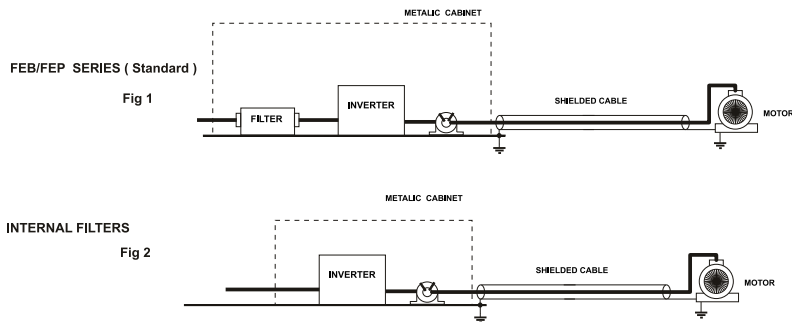 METALIC CABINET
FEB/FEP SERIES ( Standard )
Fig 1
FILTER
INVERTER
SHIELDED CABLE
MOTOR
METALIC CABINET
INTERNAL FILTERS
Fig 2
INVERTER
SHIELDED CABLE
MOTOR